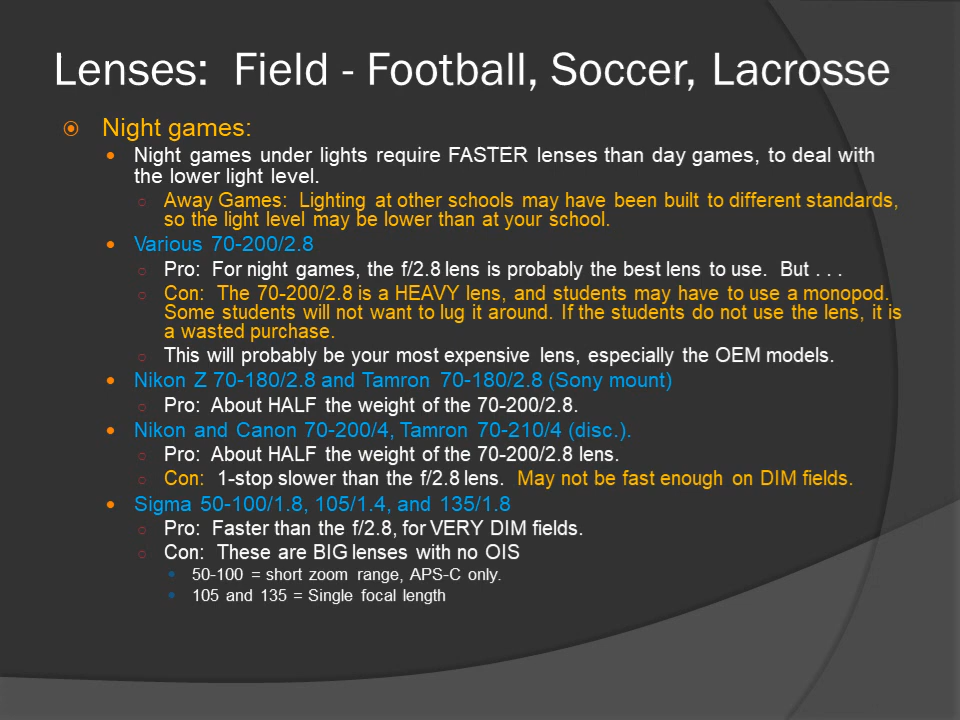 Lenses:  Field - Football, Soccer, Lacrosse
Night games:
Night games under lights require FASTER lenses than day games, to deal with
the lower light level.
Away Games:  Lighting at other schools may have been built to different standards,
so the light level may be lower than at your school.
Various 70-200/2.8
Pro:  For night games, the f/2.8 lens is probably the best lens to use.  But . . .
Con:  The 70-200/2.8 is a HEAVY lens, and students may have to use a monopod.
Some students will not want to lug it around. If the students do not use the lens, it is
a wasted purchase.
This will probably be your most expensive lens, especially the OEM models.
Nikon Z 70-180/2.8 and Tamron 70-180/2.8 (Sony mount)
Pro:  About HALF the weight of the 70-200/2.8.
Nikon and Canon 70-200/4, Tamron 70-210/4 (disc.).
Pro:  About HALF the weight of the 70-200/2.8 lens.
Con:  1-stop slower than the f/2.8 lens.  May not be fast enough on DIM fields.
Sigma 50-100/1.8, 105/1.4, and 135/1.8
Pro:  Faster than the f/2.8, for VERY DIM fields.
Con:  These are BIG lenses with no OIS
50-100 = short zoom range, APS-C only.
105 and 135 = Single focal length